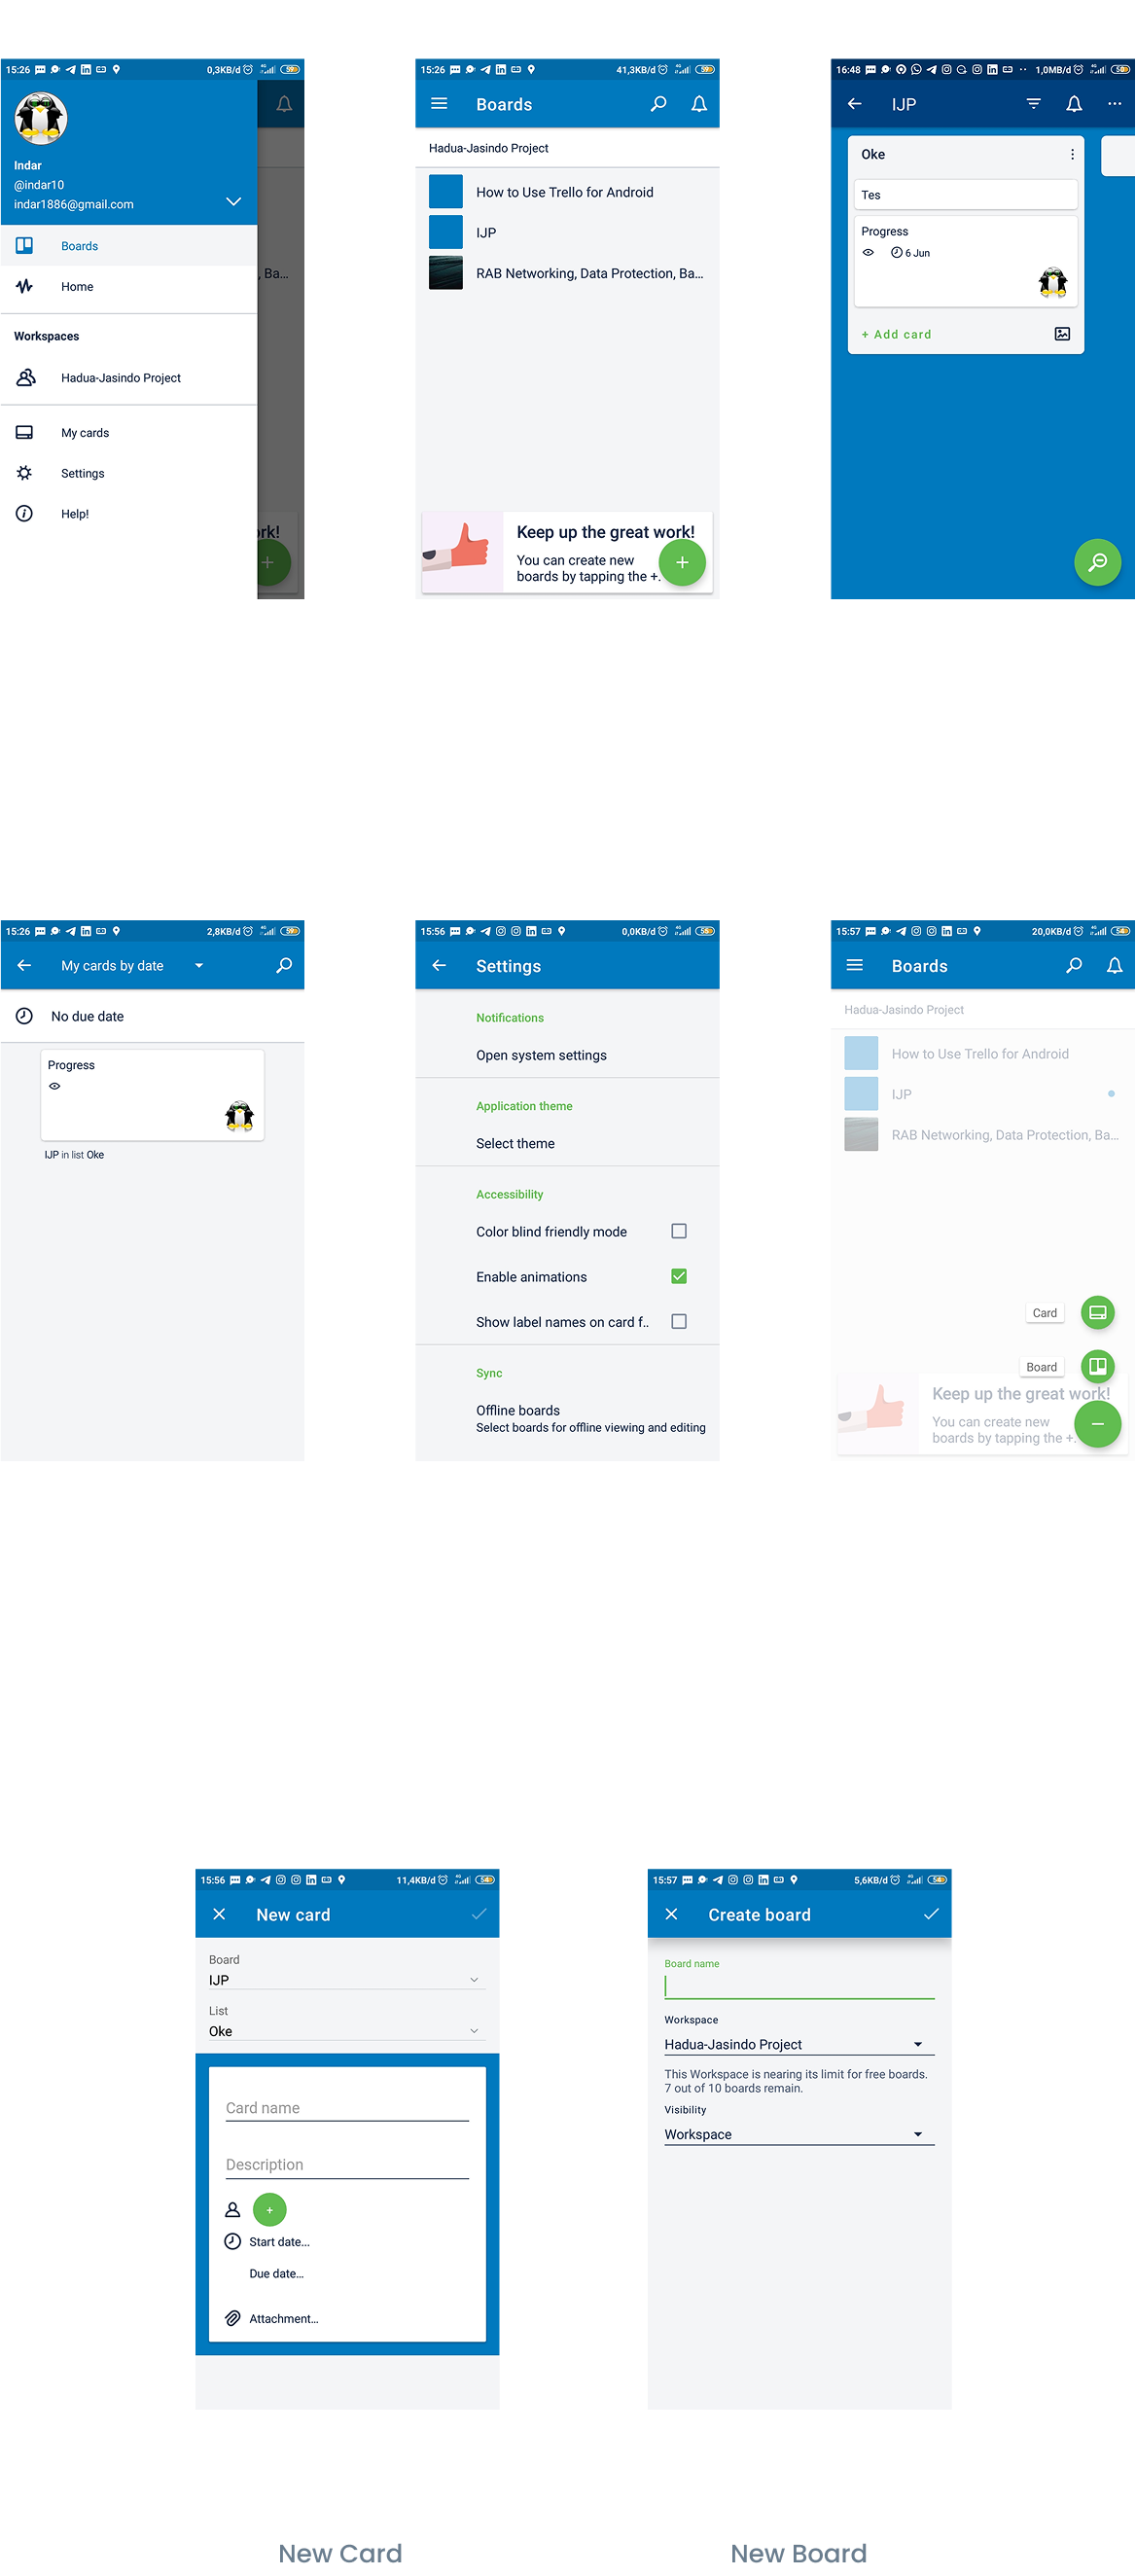 15:26
0,3KB/d
59
Indar
@indar10
indar1886@gmail.com
Boards
Home
, Ba...
Workspaces
Hadua-Jasindo Project
My cards
Settings
Help!
rk!
15:26
41,3KB/d
59
Boards
Hadua-Jasindo Project
How to Use Trello for Android
IJP
RAB Networking, Data Protection, Ba...
Keep up the great work!
You can create new
boards by tapping the +.
16:48
1,0MB/d
50
IJP
Oke
Tes
Progress
6 Jun
+ Add card
15:26
2,8KB/d
59
My cards by date
No due date
Progress
IJP in list Oke
15:56
0,0KB/d
55
Settings
Notifications
Open system settings
Application theme
Select theme
Accessibility
Color blind friendly mode
Enable animations
Show label names on card f..
Sync
Offline boards
Select boards for offline viewing and editing
15:57
20,0KB/d
54
Boards
Hadua-Jasindo Project
How to Use Trello for Android
IJP
RAB Networking, Data Protection, Ba...
Card
Board
Keep up the great work!
You can create new
boards by tapping the +.
15:56
11,4KB/d
54
New card
Board
IJP
List
Oke
Card name
Description
Start date...
Due date...
Attachment...
15:57
5,6KB/d
54
Create board
Board name
Workspace
Hadua-Jasindo Project
This Workspace is nearing its limit for free boards.
7 out of 10 boards remain.
Visibility
Workspace
New Card
New Board